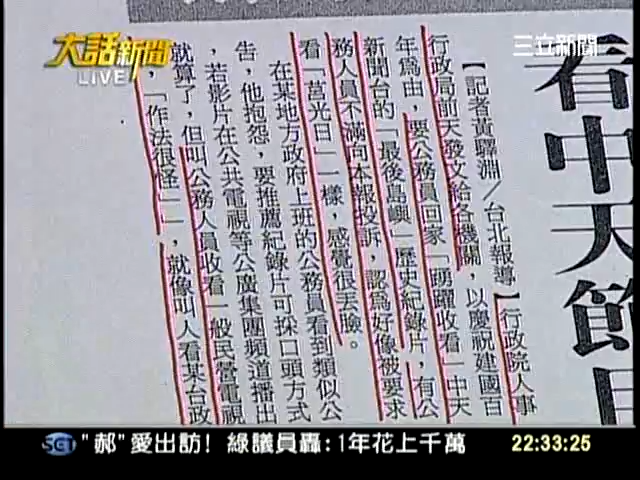 大話新聞
LIVE
三立新聞
看中天節目
【記者黃驛淵／台北報導】行政院人事
行政局前天發文給各機關，以慶祝建國百
年為由，要公務員回家「踴躍收看」中天
新聞台的「最後島嶼」歷史紀錄片，有公
務人員不滿向本報投訴，認為好像被要求
看「莒光日」一樣，感覺很丟臉。
在某地方政府上班的公務員看到類似公
告，他抱怨，要推薦紀錄片可採口頭方式
，若影片在公共電視等公廣集團頻道播出
就算了，但叫公務人員收看一般民營電視
，「作法很怪」，就像叫人看某台政
SET "郝"愛出訪! 綠議員轟:1年花上千萬 22:33:25